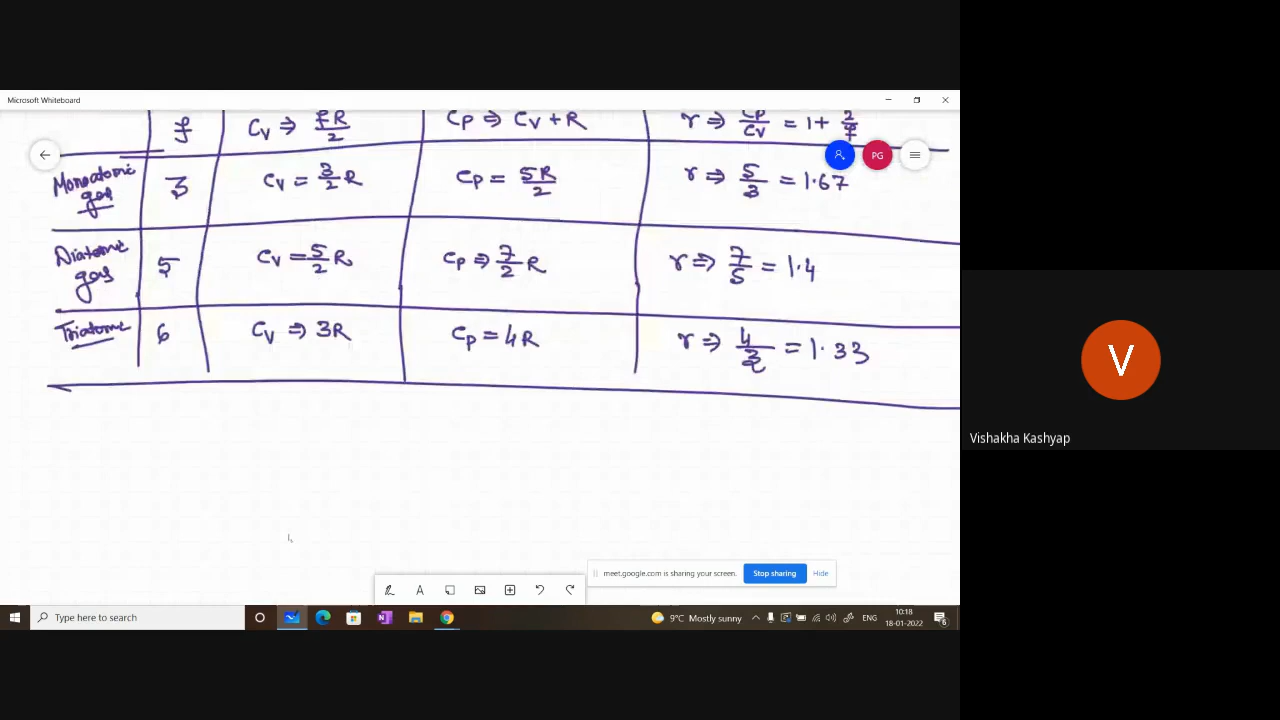 Microsoft Whiteboard
f Cv ⇒ fR/2 Cp ⇒ Cv + R r ⇒ Cp/Cv = 1 + 2/f
PG
Monoatomic gas 3 Cv = 3/2 R Cp = 5R/2 r ⇒ 5/3 = 1.67
Diatomic gas 5 Cv = 5/2 R Cp ⇒ 7/2 R r ⇒ 7/5 = 1.4
Triatomic 6 Cv ⇒ 3R Cp = 4R r ⇒ 4/3 = 1.33
V
Vishakha Kashyap
meet.google.com is sharing your screen. Stop sharing Hide
A
Type here to search 9°C Mostly sunny ENG 10:18
18-01-2022 6